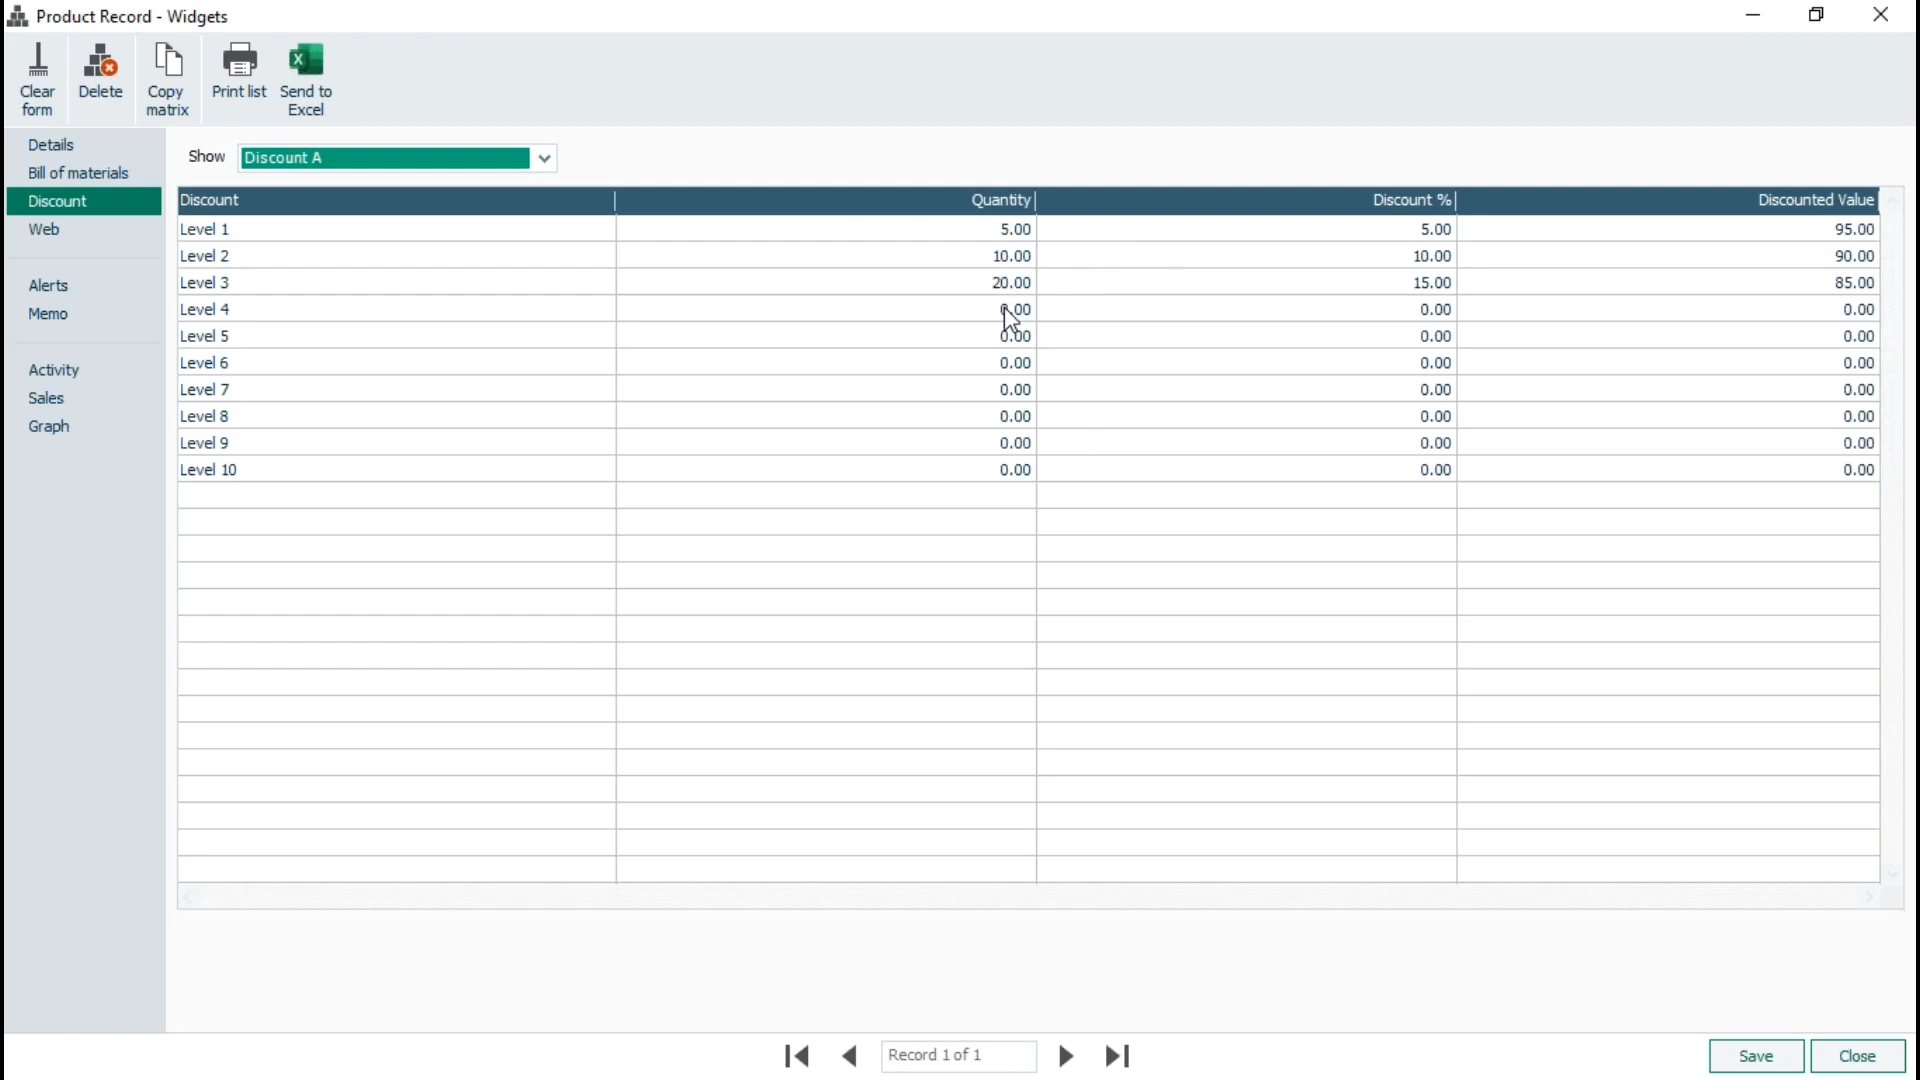 Product Record - Widgets
Clear form
Delete
Copy matrix
Print list
Send to Excel
Details
Bill of materials
Discount
Web
Alerts
Memo
Activity
Sales
Graph
Show Discount A
Discount Quantity Discount % Discounted Value
Level 1 5.00 5.00 95.00
Level 2 10.00 10.00 90.00
Level 3 20.00 15.00 85.00
Level 4 0.00 0.00 0.00
Level 5 0.00 0.00 0.00
Level 6 0.00 0.00 0.00
Level 7 0.00 0.00 0.00
Level 8 0.00 0.00 0.00
Level 9 0.00 0.00 0.00
Level 10 0.00 0.00 0.00
Record 1 of 1
Save
Close